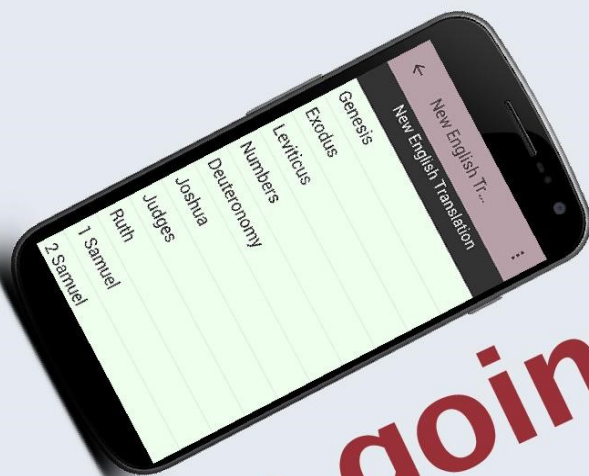 New English Tr...
New English Translation
Genesis
Exodus
Leviticus
Numbers
Deuteronomy
Joshua
Judges
Ruth
1 Samuel
2 Samuel
goin